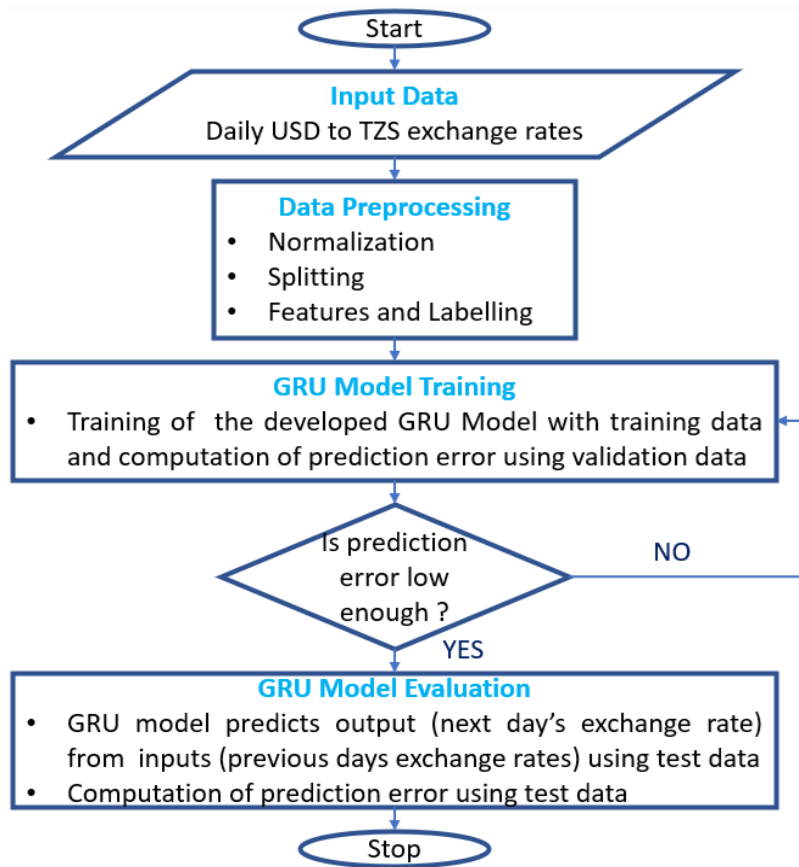 Start
Input Data
Daily USD to TZS exchange rates
Data Preprocessing
• Normalization
• Splitting
• Features and Labelling
GRU Model Training
• Training of the developed GRU Model with training data
and computation of prediction error using validation data
Is prediction
error low
enough ?
NO
YES
GRU Model Evaluation
• GRU model predicts output (next day's exchange rate)
from inputs (previous days exchange rates) using test data
• Computation of prediction error using test data
Stop